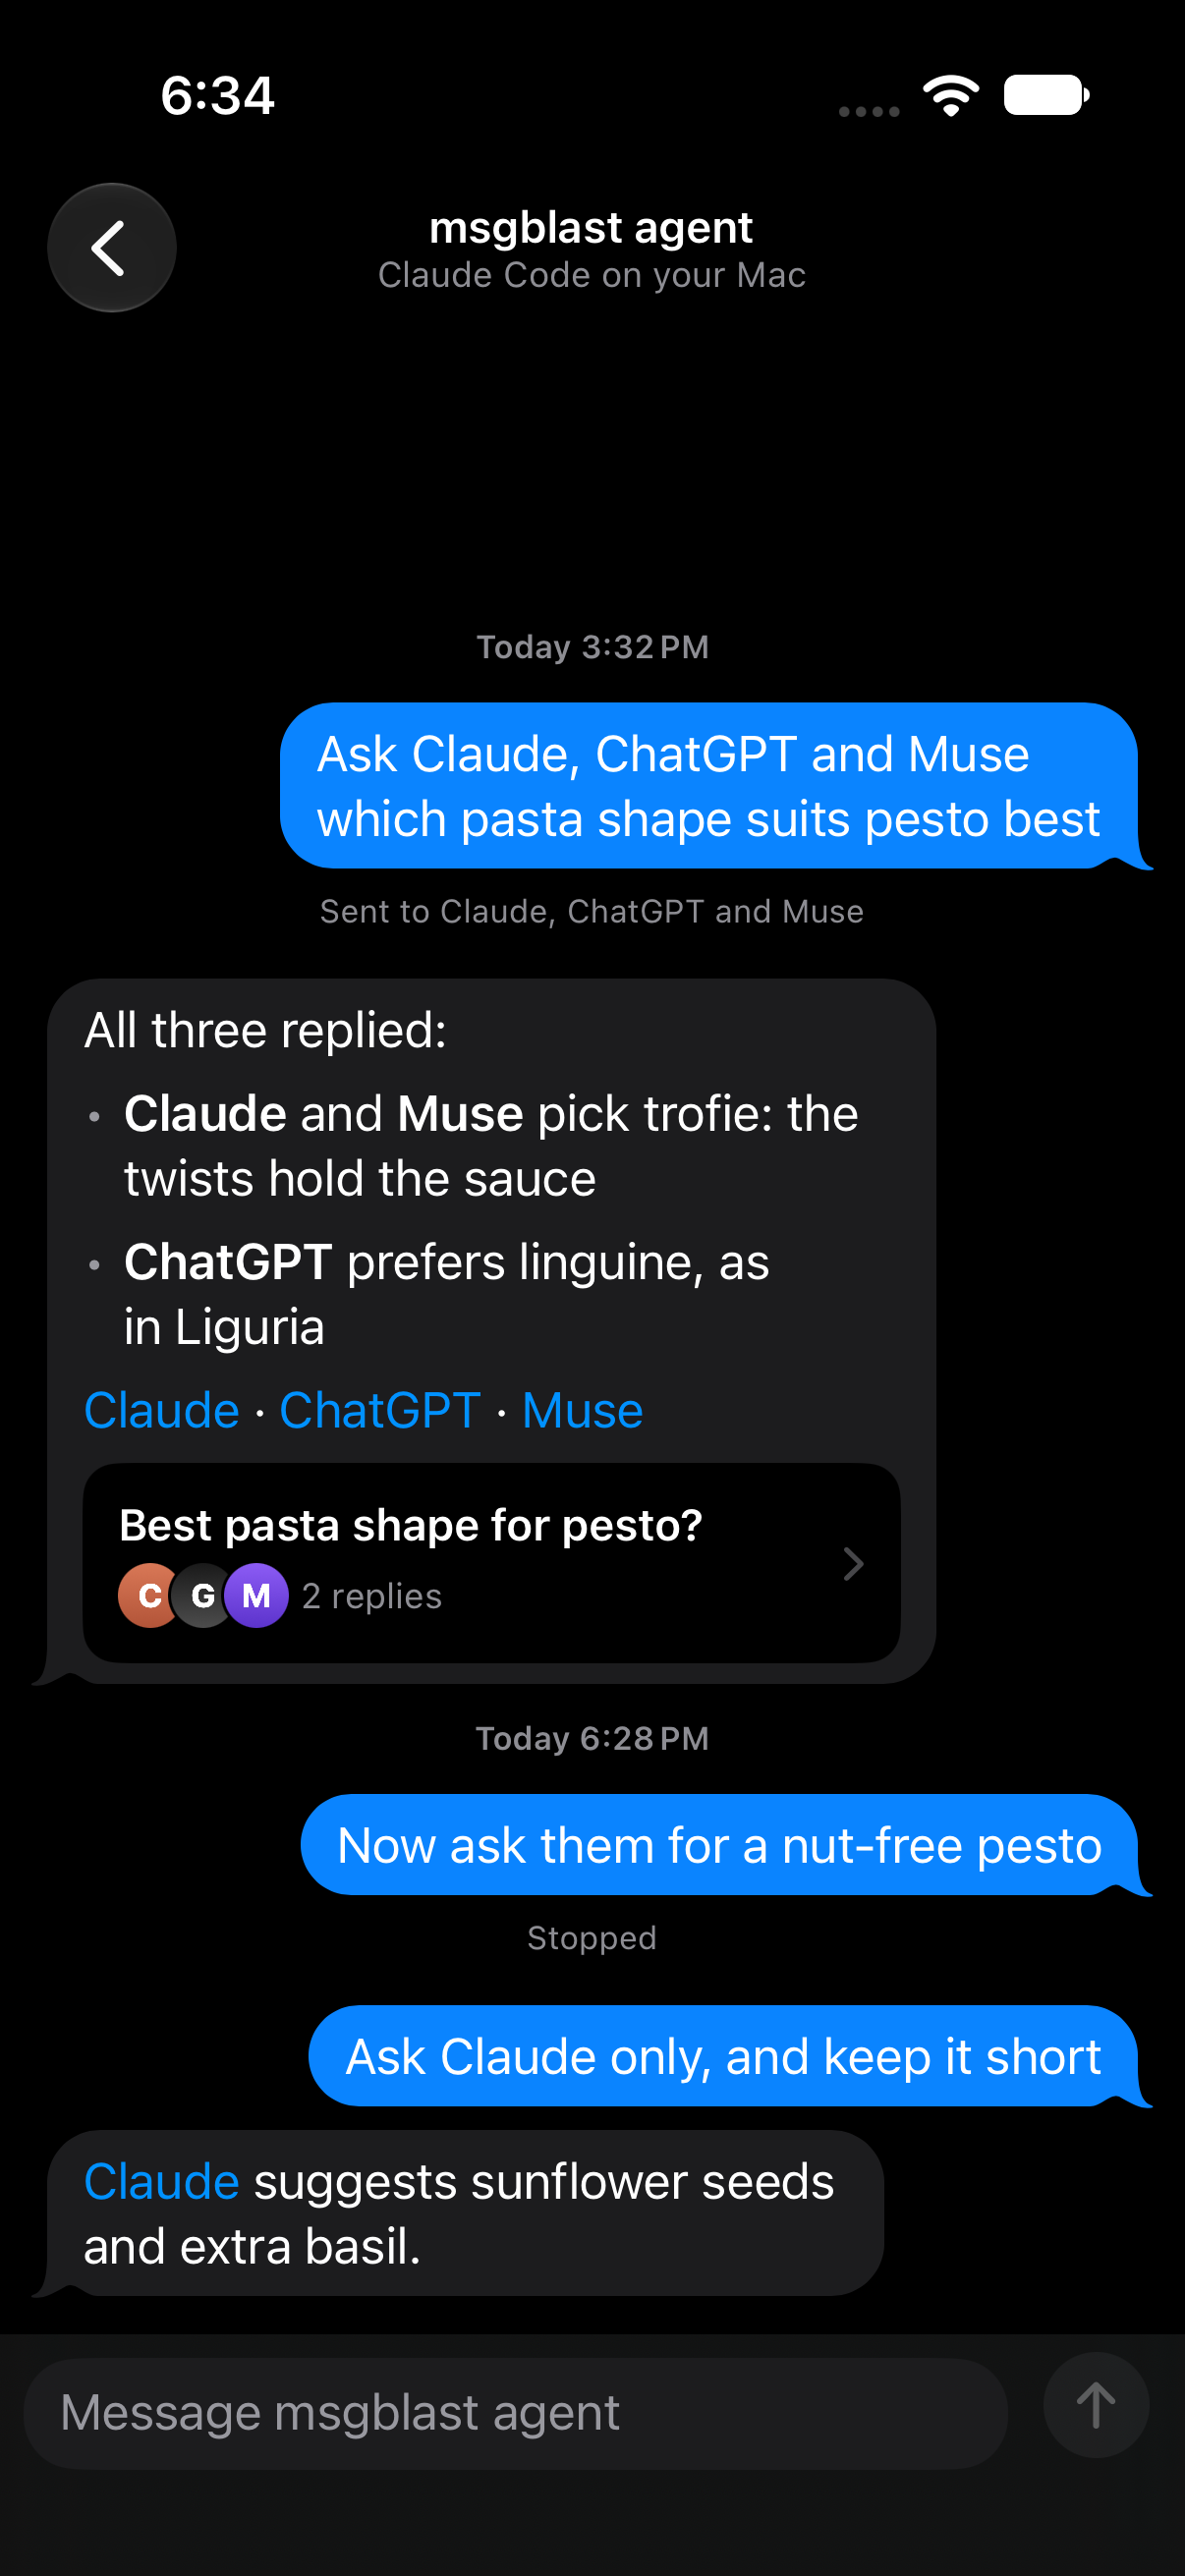 6:34
msgblast agent
Claude Code on your Mac
Today 3:32 PM
Ask Claude, ChatGPT and Muse
which pasta shape suits pesto best
Sent to Claude, ChatGPT and Muse
All three replied:
• Claude and Muse pick trofie: the
twists hold the sauce
• ChatGPT prefers linguine, as
in Liguria
Claude · ChatGPT · Muse
Best pasta shape for pesto?
C G M 2 replies
Today 6:28 PM
Now ask them for a nut-free pesto
Stopped
Ask Claude only, and keep it short
Claude suggests sunflower seeds
and extra basil.
Message msgblast agent